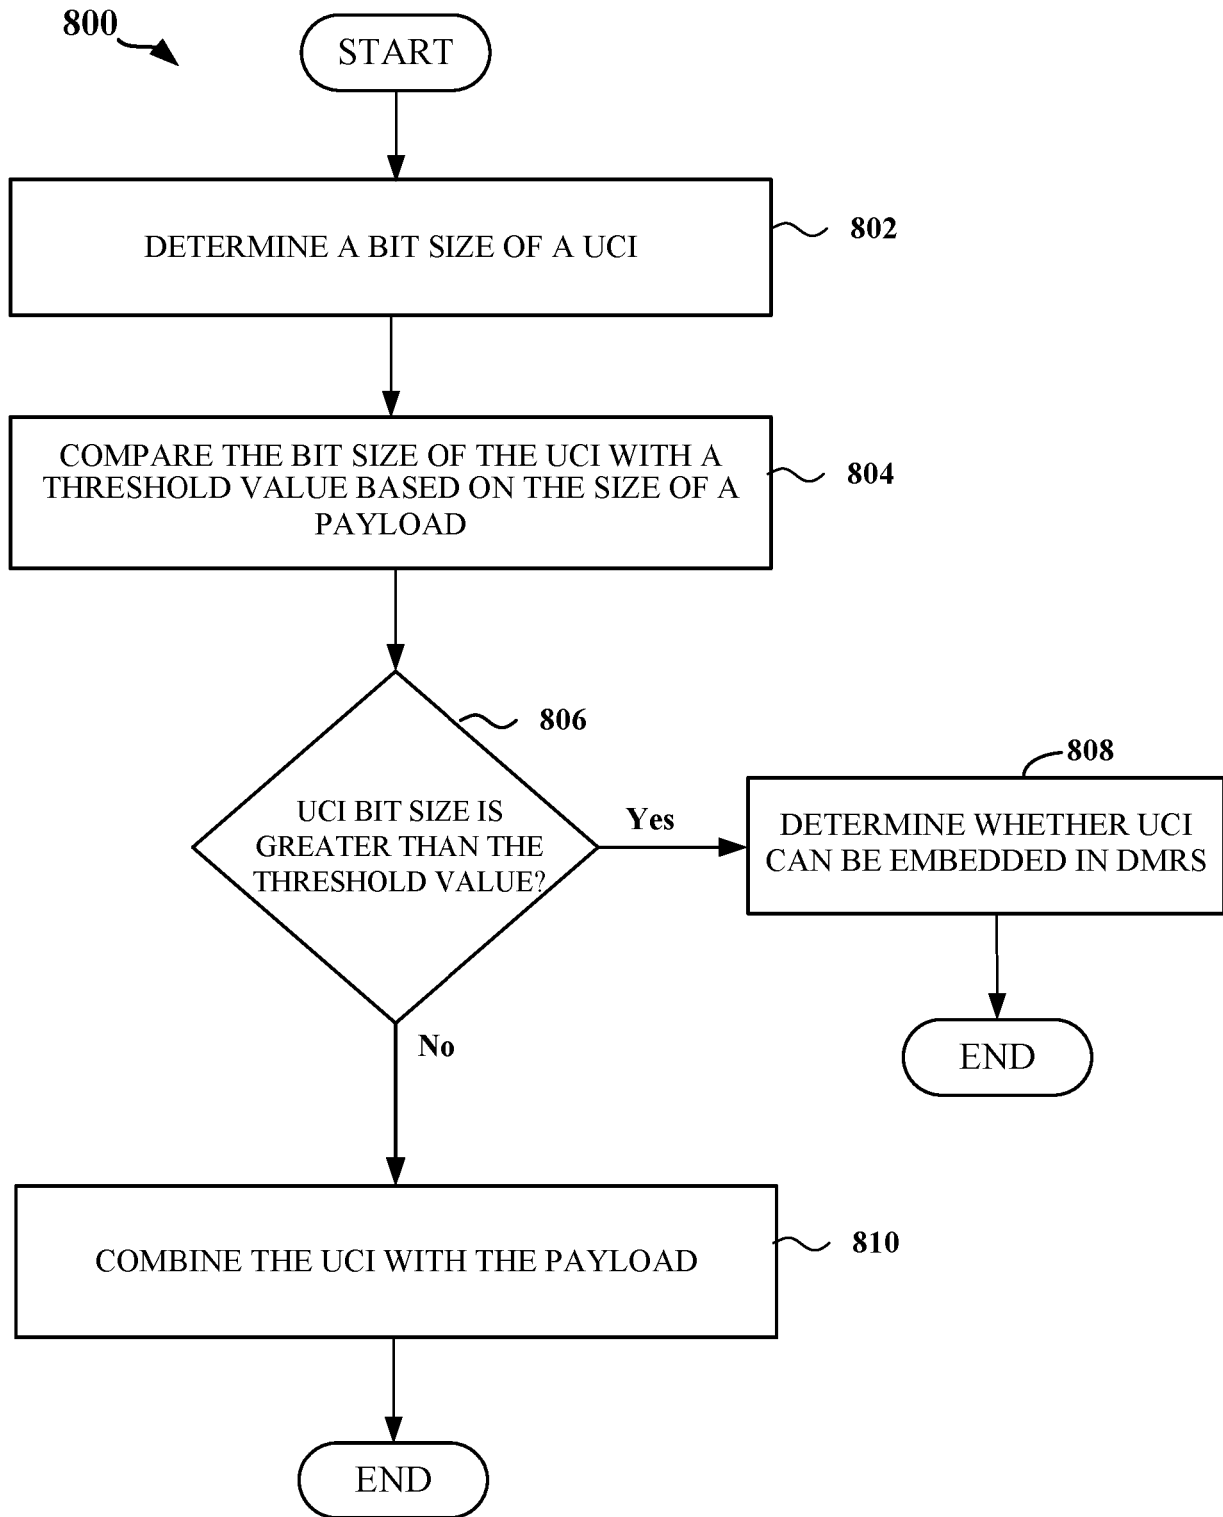 800
START
DETERMINE A BIT SIZE OF A UCI
802
COMPARE THE BIT SIZE OF THE UCI WITH A
THRESHOLD VALUE BASED ON THE SIZE OF A
PAYLOAD
804
806
UCI BIT SIZE IS
GREATER THAN THE
THRESHOLD VALUE?
Yes
808
DETERMINE WHETHER UCI
CAN BE EMBEDDED IN DMRS
END
No
COMBINE THE UCI WITH THE PAYLOAD
810
END